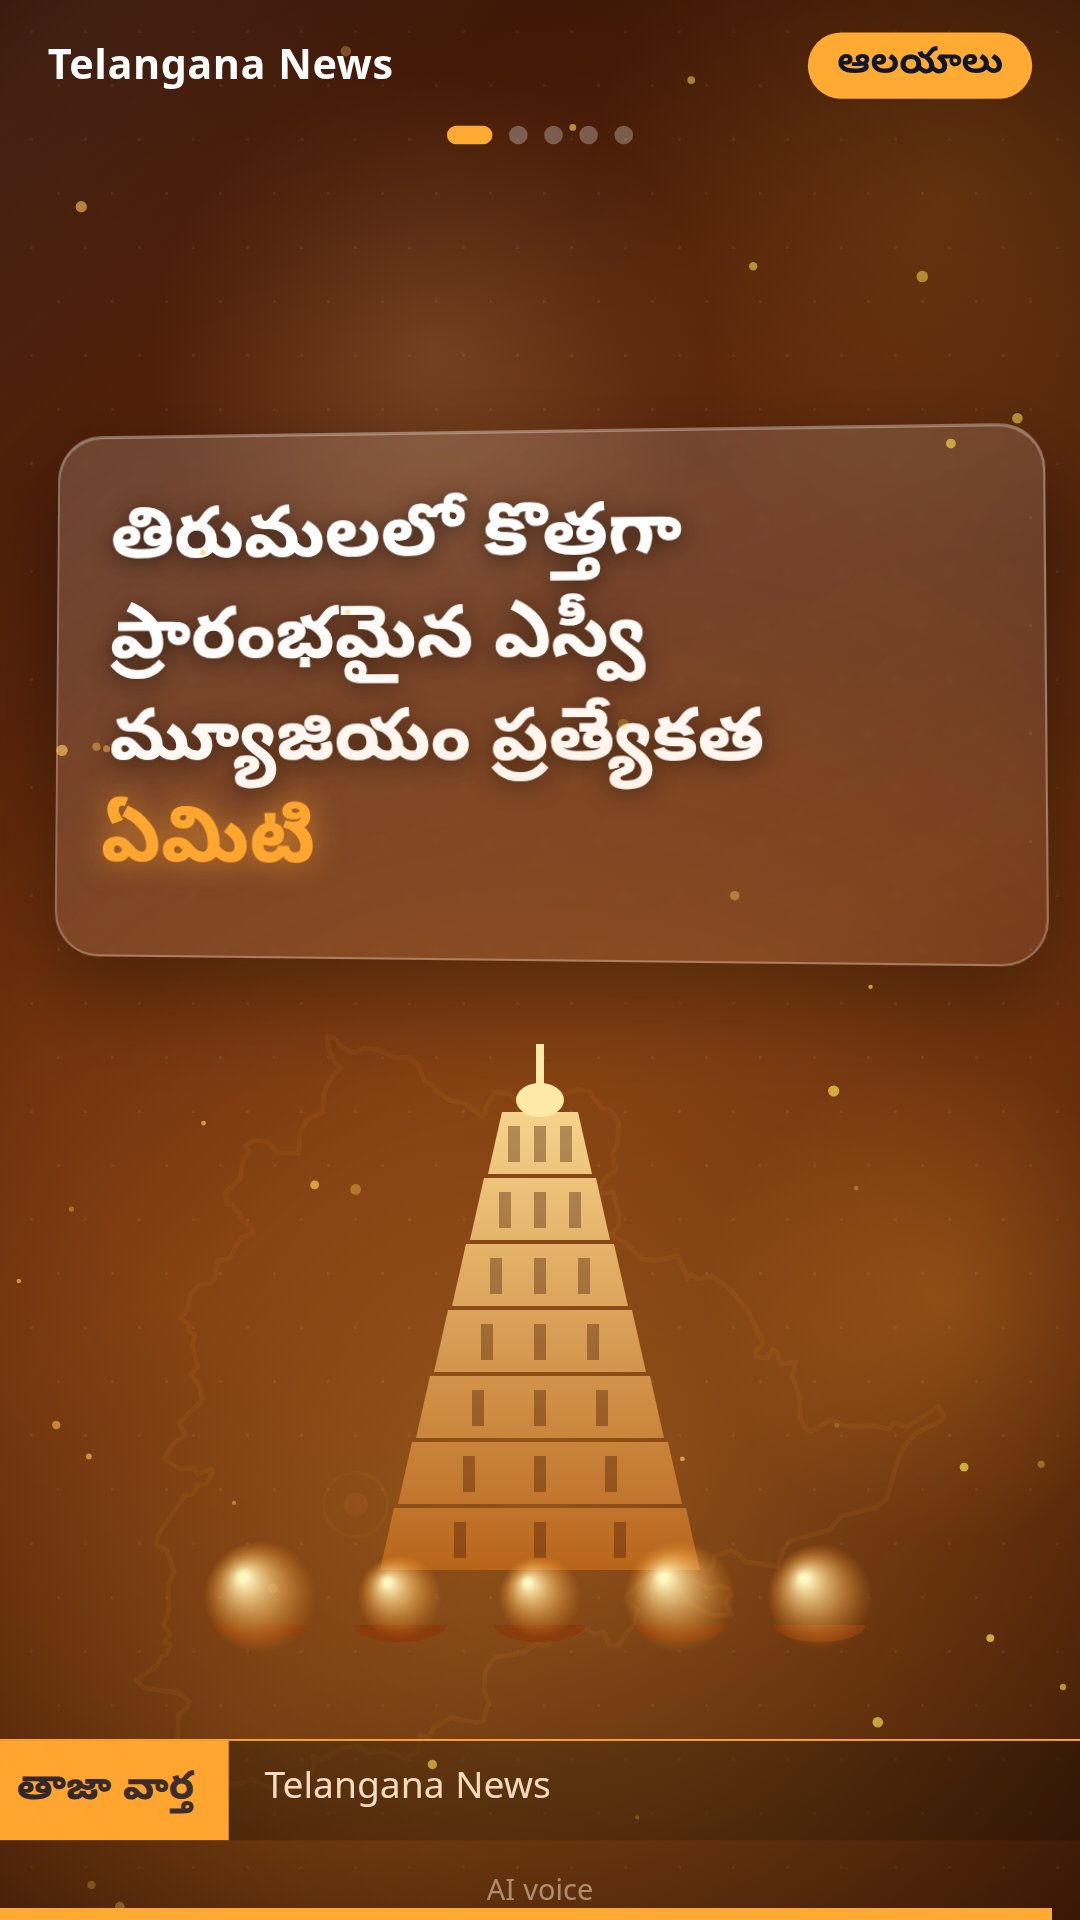 Telangana News
ఆలయాలు
తిరుమలలో కొత్తగా
ప్రారంభమైన ఎస్వీ
మ్యూజియం ప్రత్యేకత
ఏమిటి
తాజా వార్త
Telangana News
AI voice